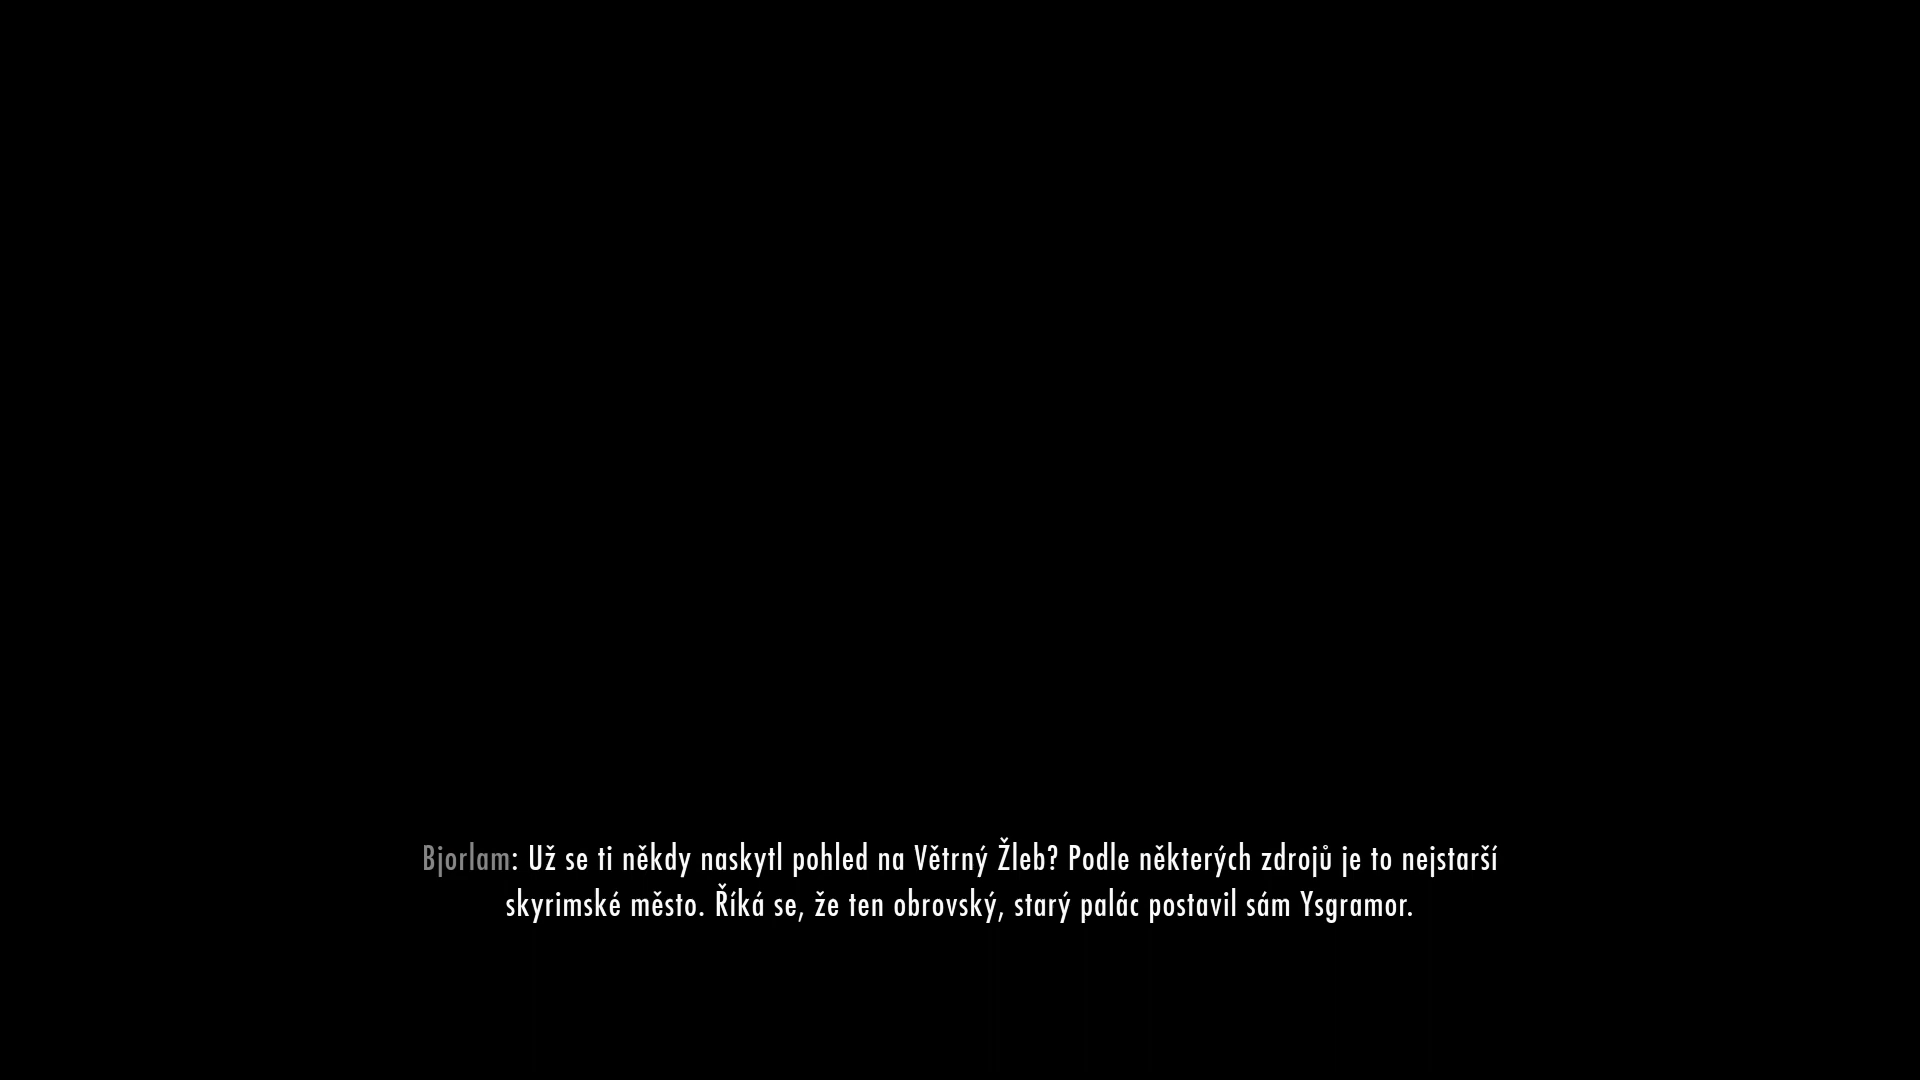 Bjorlam: Už se ti někdy naskytl pohled na Větrný Žleb? Podle některých zdrojů je to nejstarší
skyrimské město. Říká se, že ten obrovský, starý palác postavil sám Ysgramor.